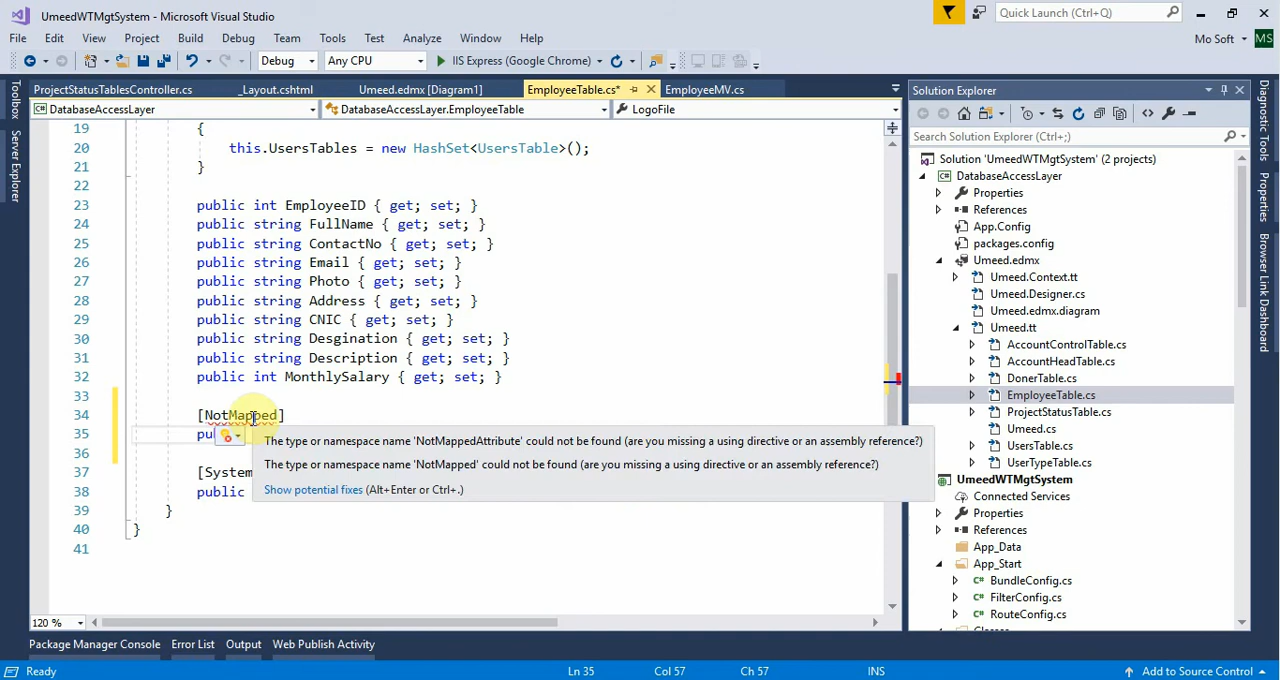 UmeedWTMgtSystem - Microsoft Visual Studio
Quick Launch (Ctrl+Q)
File Edit View Project Build Debug Team Tools Test Analyze Window Help
Mo Soft MS
Debug Any CPU IIS Express (Google Chrome)
ProjectStatusTablesController.cs _Layout.cshtml Umeed.edmx [Diagram1] EmployeeTable.cs* EmployeeMV.cs
DatabaseAccessLayer DatabaseAccessLayer.EmployeeTable LogoFile
Toolbox
Server Explorer
19 {
20 this.UsersTables = new HashSet<UsersTable>();
21 }
22
23 public int EmployeeID { get; set; }
24 public string FullName { get; set; }
25 public string ContactNo { get; set; }
26 public string Email { get; set; }
27 public string Photo { get; set; }
28 public string Address { get; set; }
29 public string CNIC { get; set; }
30 public string Desgination { get; set; }
31 public string Description { get; set; }
32 public int MonthlySalary { get; set; }
33
34 [NotMapped]
35 pu
36
37 [System
38 public
39 }
40 }
41
The type or namespace name 'NotMappedAttribute' could not be found (are you missing a using directive or an assembly reference?)
The type or namespace name 'NotMapped' could not be found (are you missing a using directive or an assembly reference?)
Show potential fixes (Alt+Enter or Ctrl+.)
120 %
Solution Explorer
Search Solution Explorer (Ctrl+;)
Solution 'UmeedWTMgtSystem' (2 projects)
DatabaseAccessLayer
Properties
References
App.Config
packages.config
Umeed.edmx
Umeed.Context.tt
Umeed.Designer.cs
Umeed.edmx.diagram
Umeed.tt
AccountControlTable.cs
AccountHeadTable.cs
DonerTable.cs
EmployeeTable.cs
ProjectStatusTable.cs
Umeed.cs
UsersTable.cs
UserTypeTable.cs
UmeedWTMgtSystem
Connected Services
Properties
References
App_Data
App_Start
BundleConfig.cs
FilterConfig.cs
RouteConfig.cs
Diagnostic Tools
Properties
Browser Link Dashboard
Package Manager Console Error List Output Web Publish Activity
Ready Ln 35 Col 57 Ch 57 INS Add to Source Control